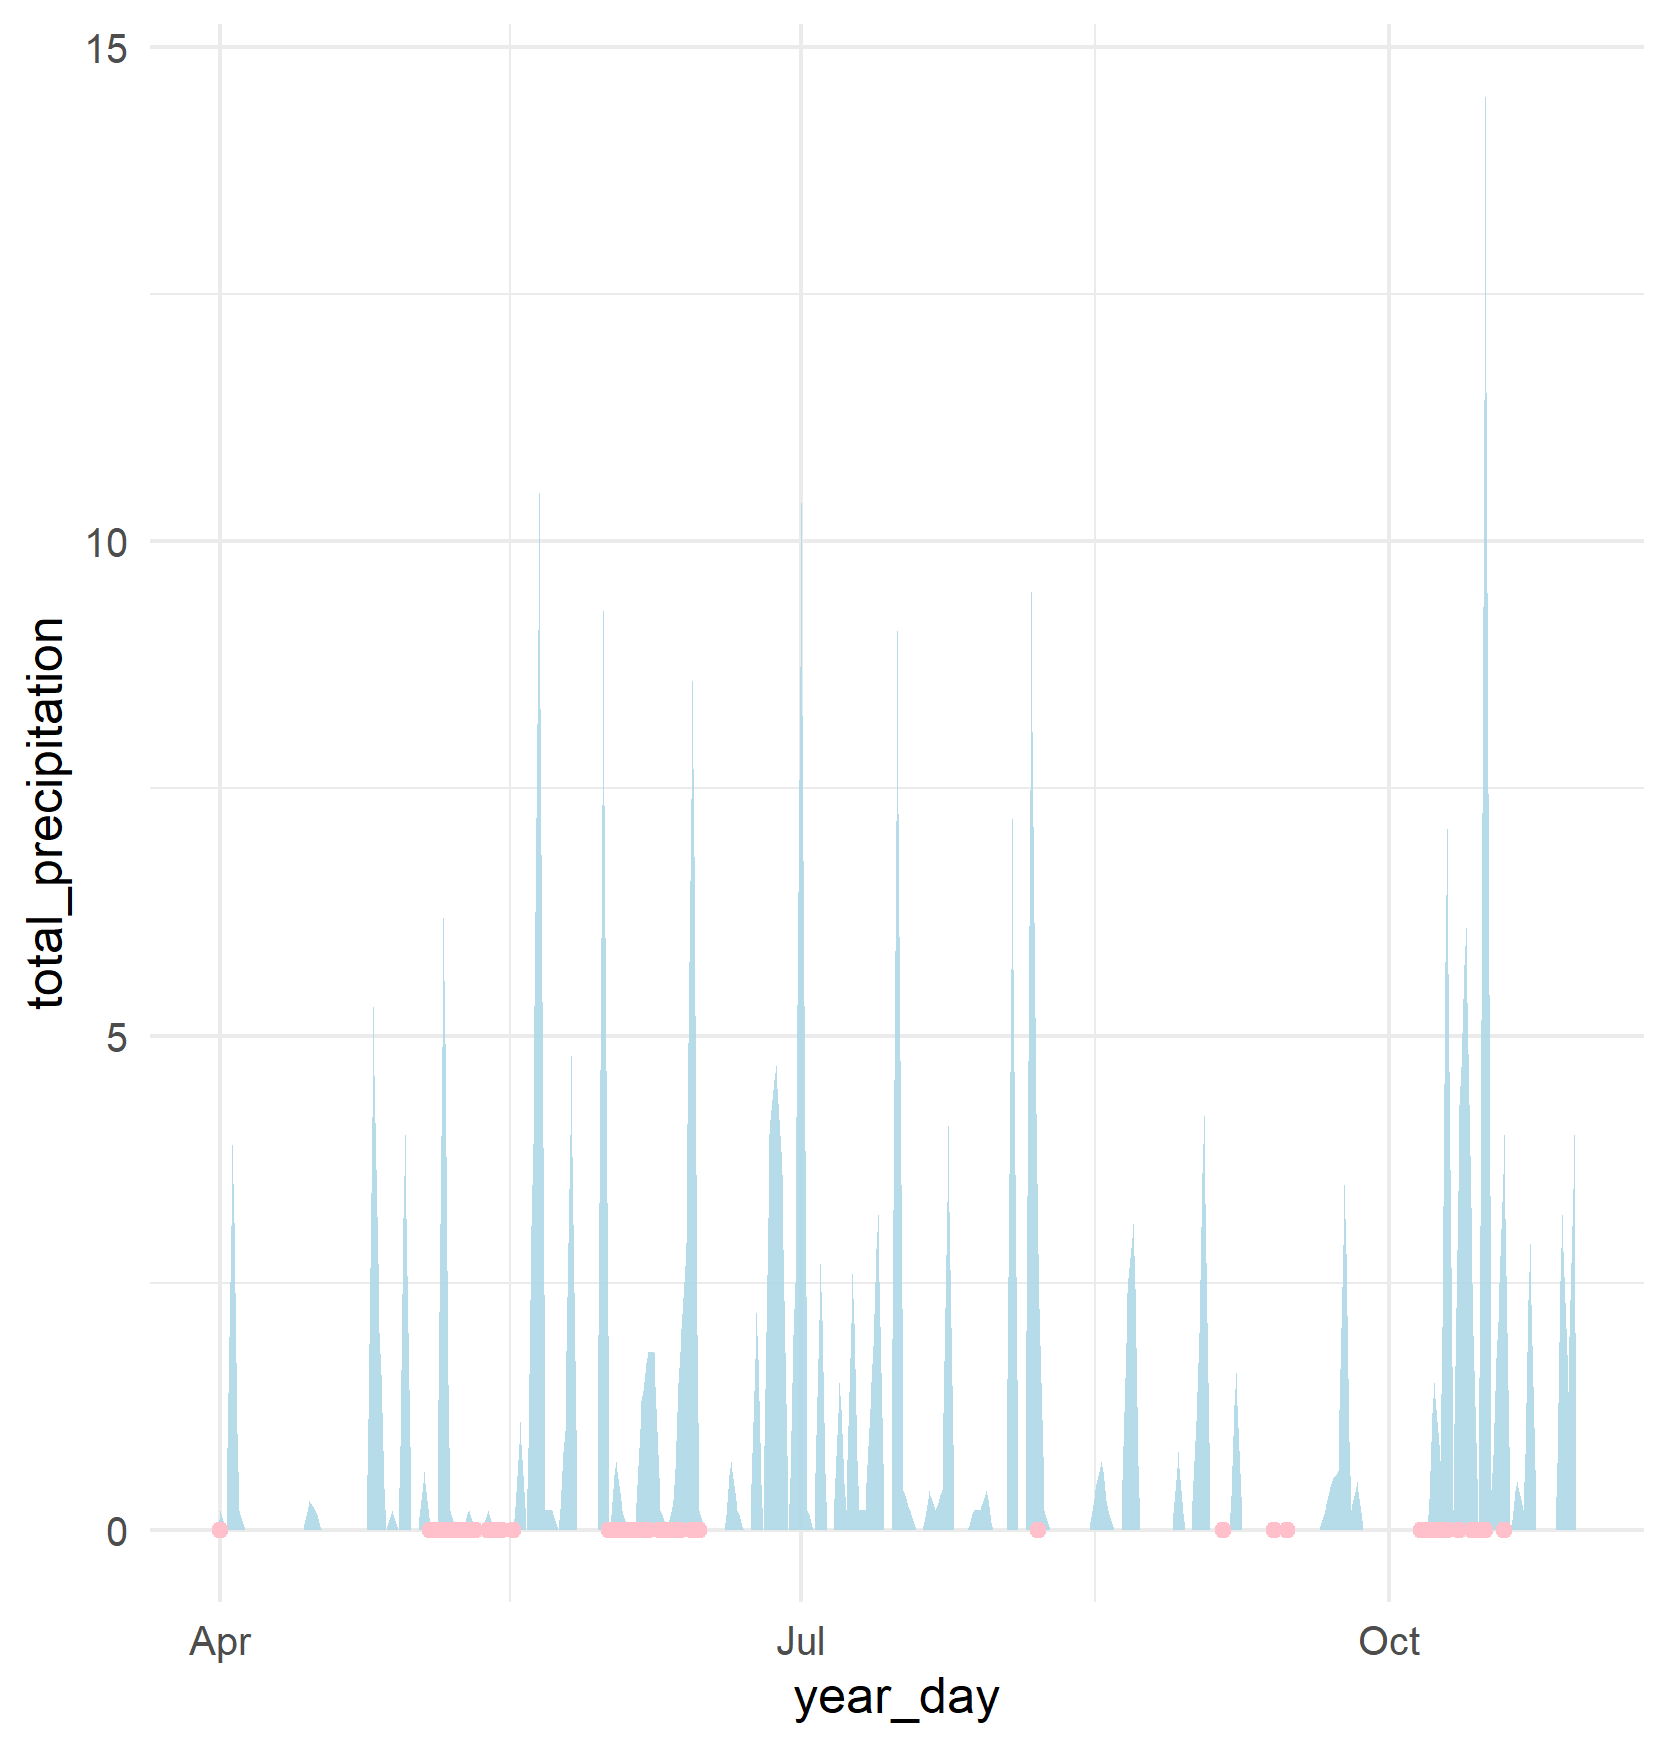 15
10
5
0
total_precipitation
Apr
Jul
Oct
year_day